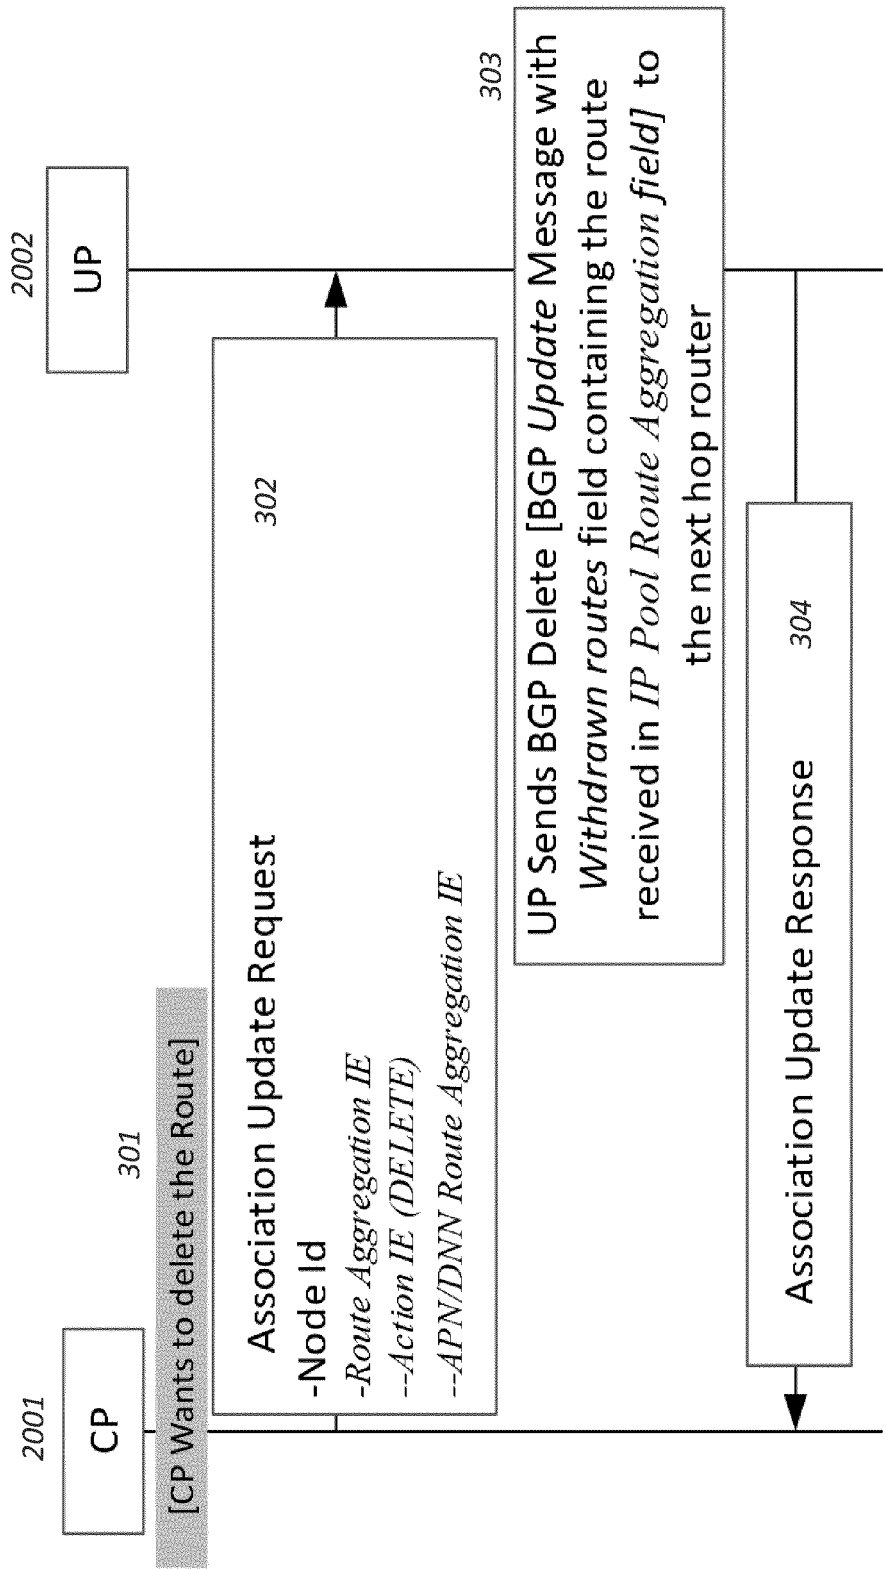 2001
CP
2002
UP
301
[CP Wants to delete the Route]
Association Update Request
302
-Node Id
-Route Aggregation IE
--Action IE (DELETE)
--APN/DNN Route Aggregation IE
303
UP Sends BGP Delete [BGP Update Message with
Withdrawn routes field containing the route
received in IP Pool Route Aggregation field] to
the next hop router
Association Update Response
304